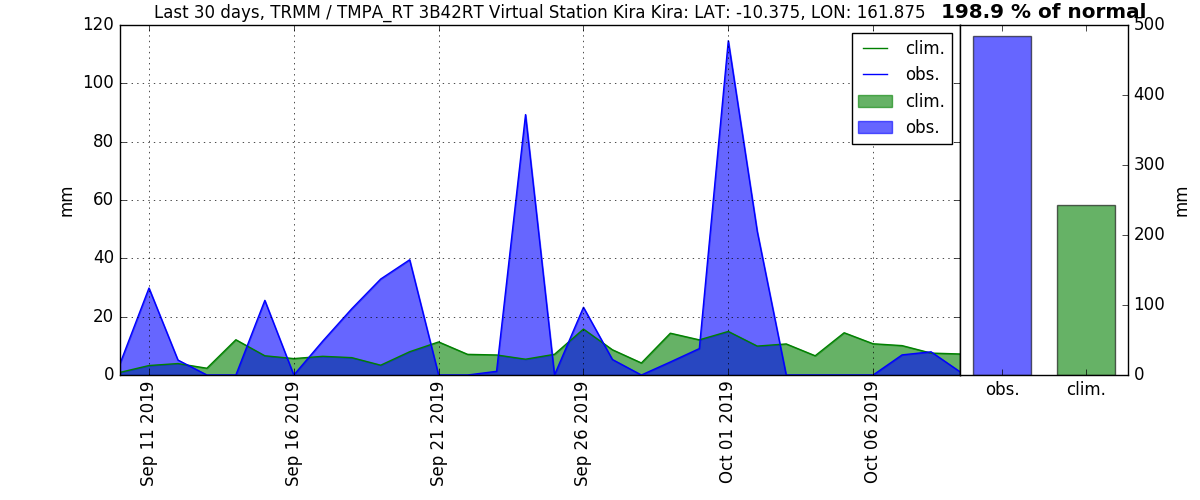 Last 30 days, TRMM / TMPA_RT 3B42RT Virtual Station Kira Kira: LAT: -10.375, LON: 161.875
198.9 % of normal
120
100
80
60
40
20
0
mm
clim.
obs.
clim.
obs.
Sep 11 2019
Sep 16 2019
Sep 21 2019
Sep 26 2019
Oct 01 2019
Oct 06 2019
500
400
300
200
100
0
mm
obs.
clim.